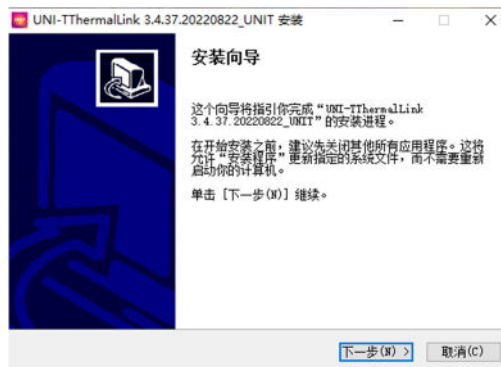 UNI-TThermalLink 3.4.37.20220822_UNIT 安装
安装向导
这个向导将指引你完成“UNI-TThermalLink
3.4.37.20220822_UNIT”的安装进程。
在开始安装之前，建议先关闭其他所有应用程序。这将
允许“安装程序”更新指定的系统文件，而不需要重新
启动你的计算机。
单击 [下一步(N)] 继续。
下一步(N) >
取消(C)